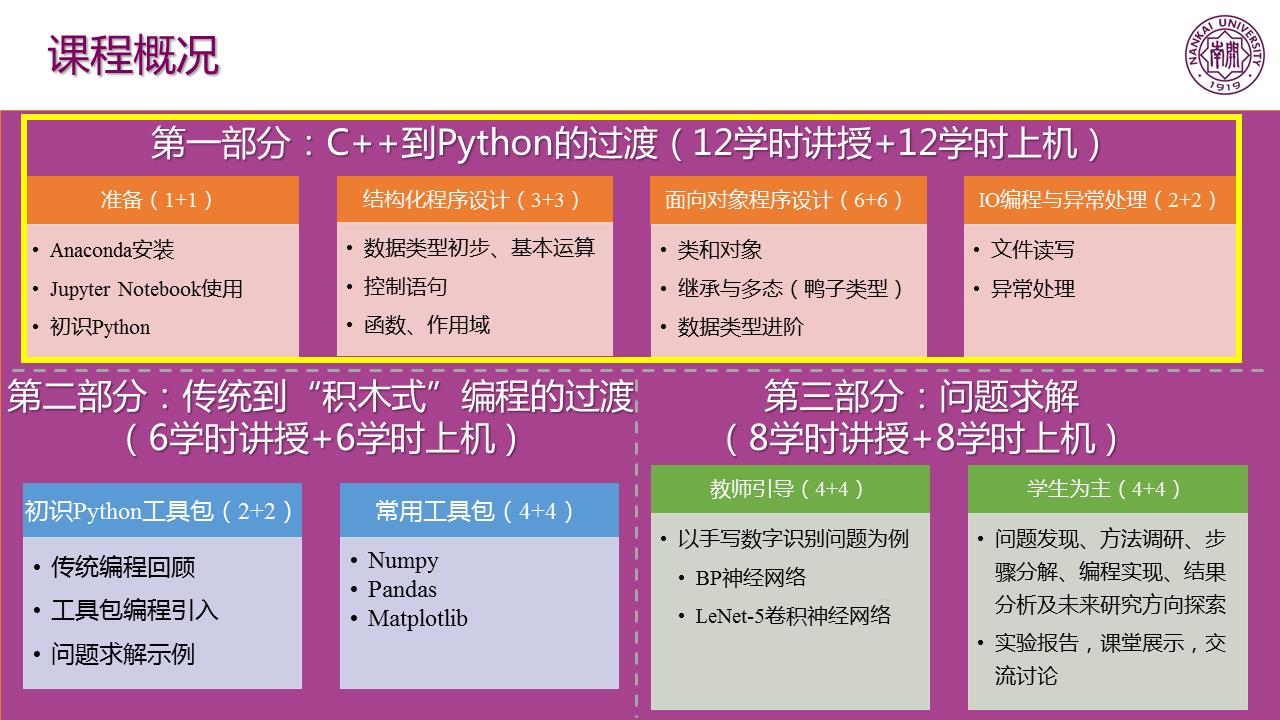 课程概况
NANKAI UNIVERSITY
南開
1919
第一部分：C++到Python的过渡（12学时讲授+12学时上机）
准备（1+1）
• Anaconda安装
• Jupyter Notebook使用
• 初识Python
结构化程序设计（3+3）
• 数据类型初步、基本运算
• 控制语句
• 函数、作用域
面向对象程序设计（6+6）
• 类和对象
• 继承与多态（鸭子类型）
• 数据类型进阶
IO编程与异常处理（2+2）
• 文件读写
• 异常处理
第二部分：传统到“积木式”编程的过渡
（6学时讲授+6学时上机）
初识Python工具包（2+2）
• 传统编程回顾
• 工具包编程引入
• 问题求解示例
常用工具包（4+4）
• Numpy
• Pandas
• Matplotlib
第三部分：问题求解
（8学时讲授+8学时上机）
教师引导（4+4）
• 以手写数字识别问题为例
• BP神经网络
• LeNet-5卷积神经网络
学生为主（4+4）
• 问题发现、方法调研、步
骤分解、编程实现、结果
分析及未来研究方向探索
• 实验报告，课堂展示，交
流讨论